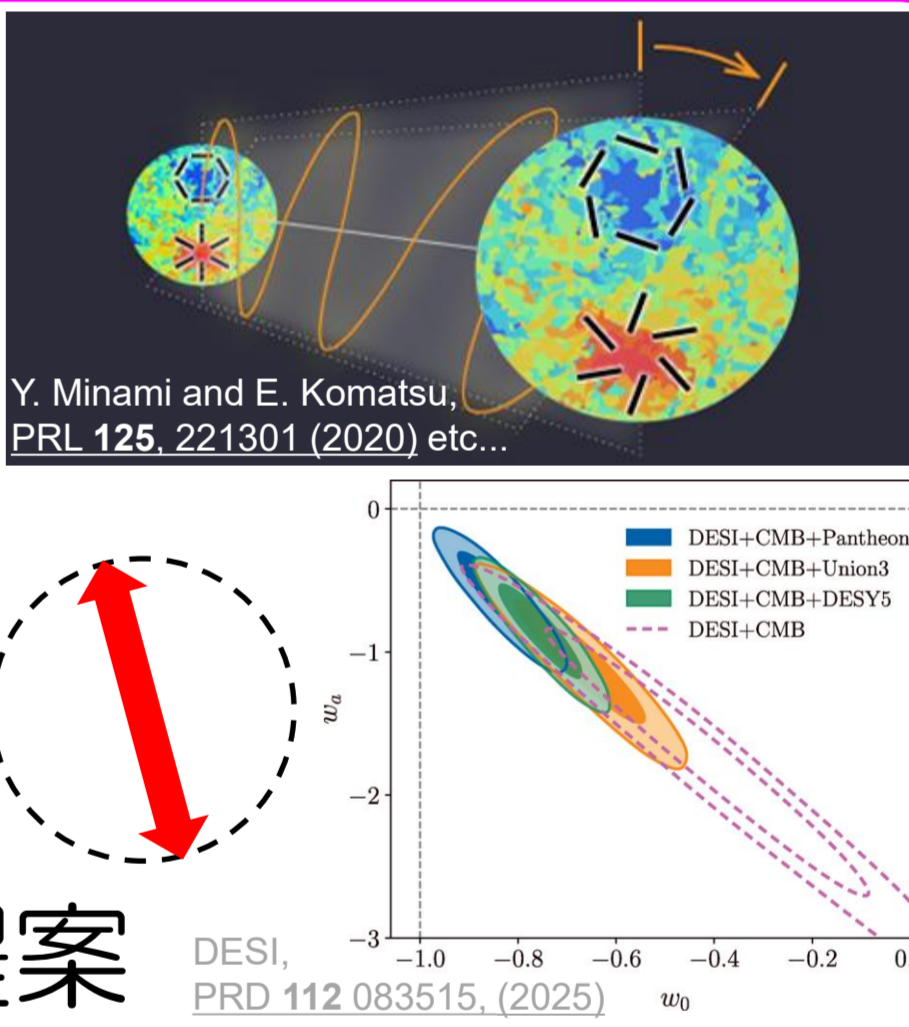 Y. Minami and E. Komatsu,
PRL 125, 221301 (2020) etc...
0
−1
−2
−3
wₐ
DESI+CMB+Pantheon
DESI+CMB+Union3
DESI+CMB+DESY5
DESI+CMB
−1.0 −0.8 −0.6 −0.4 −0.2
w₀
案
DESI,
PRD 112 083515, (2025)